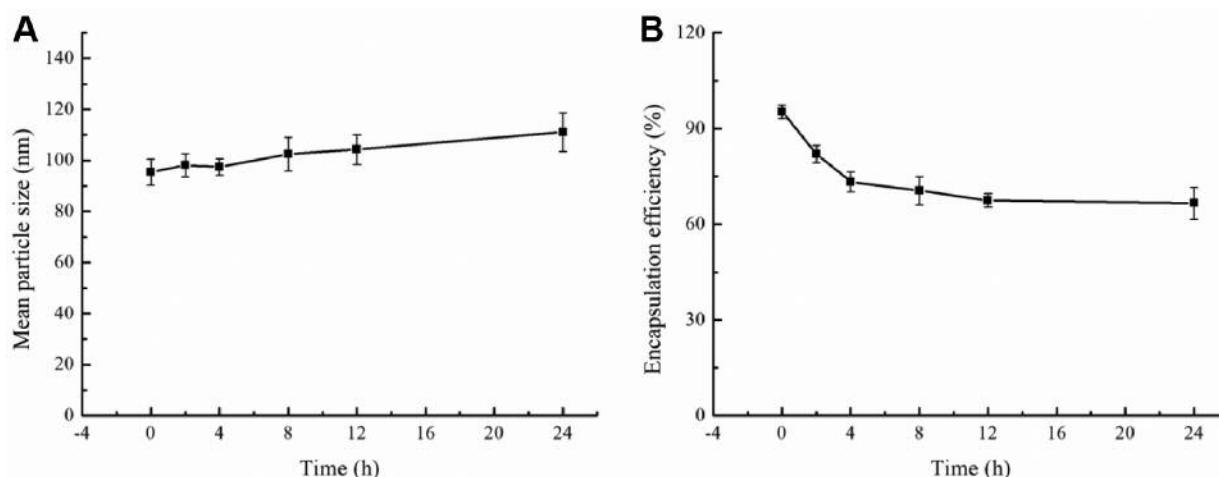 A
140
120
100
80
60
40
20
0
-4 0 4 8 12 16 20 24
Mean particle size (nm)
Time (h)
B
120
90
60
30
0
-4 0 4 8 12 16 20 24
Encapsulation efficiency (%)
Time (h)